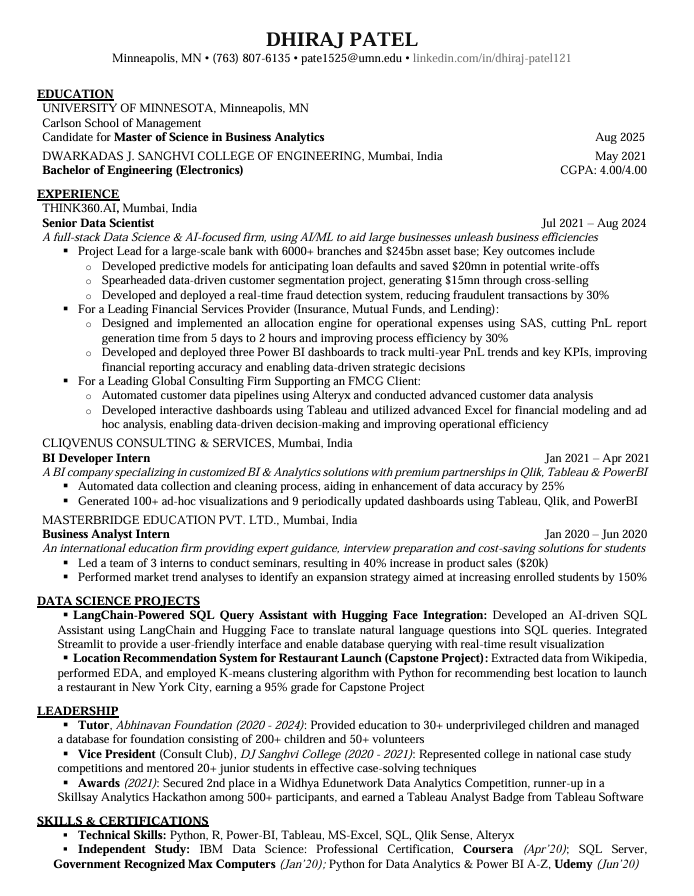 DHIRAJ PATEL
Minneapolis, MN • (763) 807-6135 • pate1525@umn.edu • linkedin.com/in/dhiraj-patel121
EDUCATION
UNIVERSITY OF MINNESOTA, Minneapolis, MN
Carlson School of Management
Candidate for Master of Science in Business Analytics Aug 2025
DWARKADAS J. SANGHVI COLLEGE OF ENGINEERING, Mumbai, India May 2021
Bachelor of Engineering (Electronics) CGPA: 4.00/4.00
EXPERIENCE
THINK360.AI, Mumbai, India
Senior Data Scientist Jul 2021 – Aug 2024
A full-stack Data Science & AI-focused firm, using AI/ML to aid large businesses unleash business efficiencies
▪ Project Lead for a large-scale bank with 6000+ branches and $245bn asset base; Key outcomes include
o Developed predictive models for anticipating loan defaults and saved $20mn in potential write-offs
o Spearheaded data-driven customer segmentation project, generating $15mn through cross-selling
o Developed and deployed a real-time fraud detection system, reducing fraudulent transactions by 30%
▪ For a Leading Financial Services Provider (Insurance, Mutual Funds, and Lending):
o Designed and implemented an allocation engine for operational expenses using SAS, cutting PnL report
generation time from 5 days to 2 hours and improving process efficiency by 30%
o Developed and deployed three Power BI dashboards to track multi-year PnL trends and key KPIs, improving
financial reporting accuracy and enabling data-driven strategic decisions
▪ For a Leading Global Consulting Firm Supporting an FMCG Client:
o Automated customer data pipelines using Alteryx and conducted advanced customer data analysis
o Developed interactive dashboards using Tableau and utilized advanced Excel for financial modeling and ad
hoc analysis, enabling data-driven decision-making and improving operational efficiency
CLIQVENUS CONSULTING & SERVICES, Mumbai, India
BI Developer Intern Jan 2021 – Apr 2021
A BI company specializing in customized BI & Analytics solutions with premium partnerships in Qlik, Tableau & PowerBI
▪ Automated data collection and cleaning process, aiding in enhancement of data accuracy by 25%
▪ Generated 100+ ad-hoc visualizations and 9 periodically updated dashboards using Tableau, Qlik, and PowerBI
MASTERBRIDGE EDUCATION PVT. LTD., Mumbai, India
Business Analyst Intern Jan 2020 – Jun 2020
An international education firm providing expert guidance, interview preparation and cost-saving solutions for students
▪ Led a team of 3 interns to conduct seminars, resulting in 40% increase in product sales ($20k)
▪ Performed market trend analyses to identify an expansion strategy aimed at increasing enrolled students by 150%
DATA SCIENCE PROJECTS
▪ LangChain-Powered SQL Query Assistant with Hugging Face Integration: Developed an AI-driven SQL
Assistant using LangChain and Hugging Face to translate natural language questions into SQL queries. Integrated
Streamlit to provide a user-friendly interface and enable database querying with real-time result visualization
▪ Location Recommendation System for Restaurant Launch (Capstone Project): Extracted data from Wikipedia,
performed EDA, and employed K-means clustering algorithm with Python for recommending best location to launch
a restaurant in New York City, earning a 95% grade for Capstone Project
LEADERSHIP
▪ Tutor, Abhinavan Foundation (2020 - 2024): Provided education to 30+ underprivileged children and managed
a database for foundation consisting of 200+ children and 50+ volunteers
▪ Vice President (Consult Club), DJ Sanghvi College (2020 - 2021): Represented college in national case study
competitions and mentored 20+ junior students in effective case-solving techniques
▪ Awards (2021): Secured 2nd place in a Widhya Edunetwork Data Analytics Competition, runner-up in a
Skillsay Analytics Hackathon among 500+ participants, and earned a Tableau Analyst Badge from Tableau Software
SKILLS & CERTIFICATIONS
▪ Technical Skills: Python, R, Power-BI, Tableau, MS-Excel, SQL, Qlik Sense, Alteryx
▪ Independent Study: IBM Data Science: Professional Certification, Coursera (Apr'20); SQL Server,
Government Recognized Max Computers (Jan'20); Python for Data Analytics & Power BI A-Z, Udemy (Jun'20)